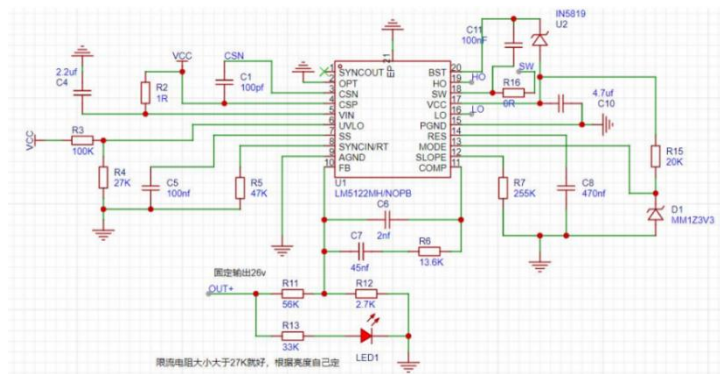 IN5819
U2
C11
100nF
EP 21
2.2uf
C4
VCC
CSN
C1
100pf
R2
1R
1 SYNCOUT BST 20
2 OPT HO 19 HO
3 CSN SW 18
4 CSP VCC 17
5 VIN LO 16 LO
6 UVLO PGND 15
7 SS RES 14
8 SYNCIN/RT MODE 13
9 AGND SLOPE 12
10 FB COMP 11
U1
LM5122MH/NOPB
SW
R16
0R
4.7uf
C10
VCC
R3
100K
R4
27K
C5
100nf
R5
47K
R7
255K
C8
470nf
R15
20K
D1
MM1Z3V3
C6
2nf
C7
45nf
R6
13.6K
固定输出26v
OUT+
R11
56K
R12
2.7K
R13
33K
LED1
限流电阻大小大于27K就好，根据亮度自己定